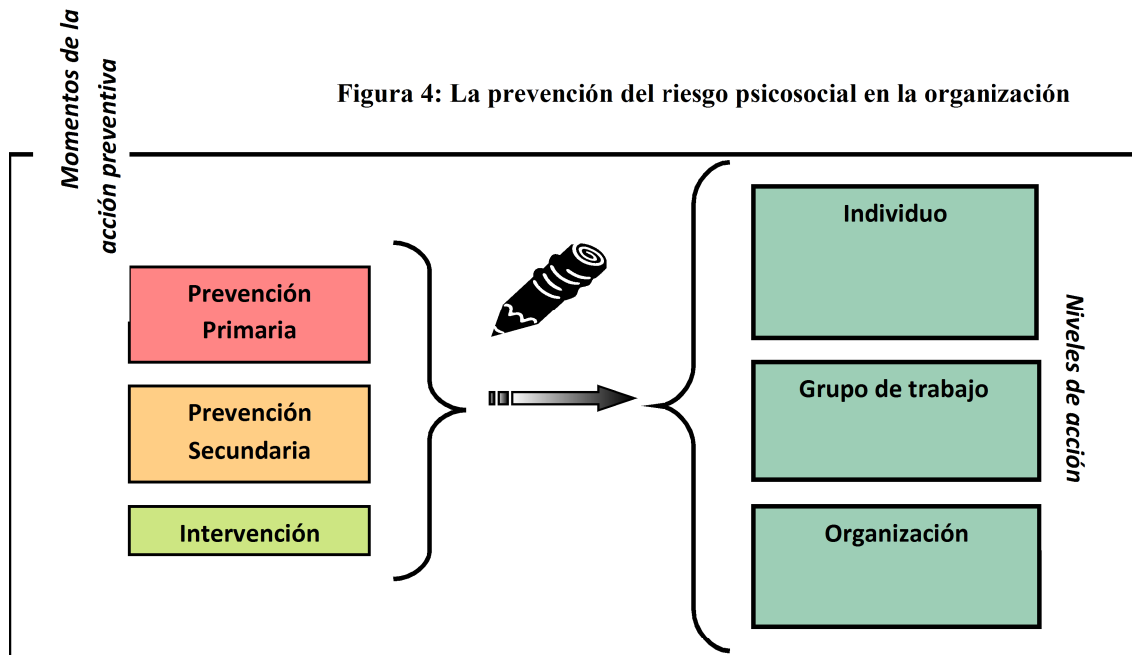 Momentos de la
acción preventiva
Figura 4: La prevención del riesgo psicosocial en la organización
Prevención
Primaria
Prevención
Secundaria
Intervención
Individuo
Grupo de trabajo
Organización
Niveles de acción